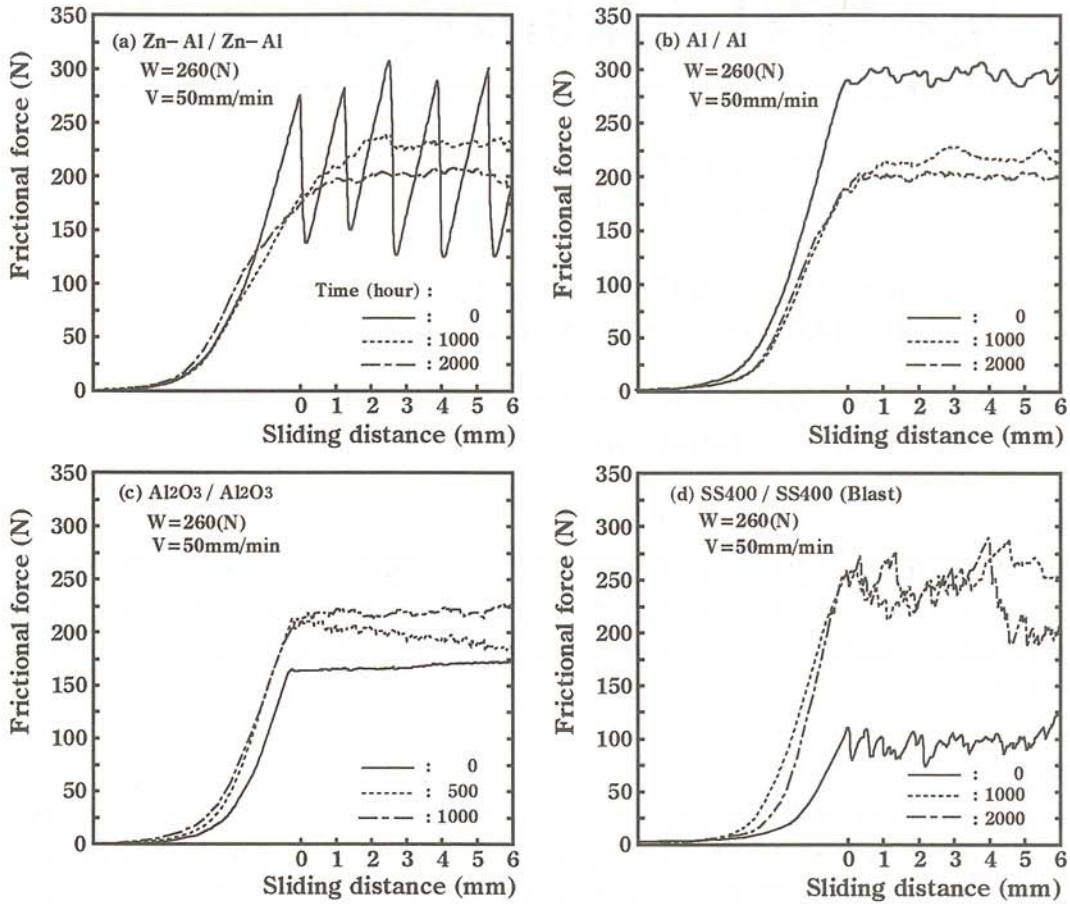 Frictional force (N)
350
300
250
200
150
100
50
0
(a) Zn-Al / Zn-Al
W=260(N)
V=50mm/min
Time (hour) :
: 0
: 1000
: 2000
0 1 2 3 4 5 6
Sliding distance (mm)
Frictional force (N)
350
300
250
200
150
100
50
0
(b) Al / Al
W=260(N)
V=50mm/min
: 0
: 1000
: 2000
0 1 2 3 4 5 6
Sliding distance (mm)
Frictional force (N)
350
300
250
200
150
100
50
0
(c) Al2O3 / Al2O3
W=260(N)
V=50mm/min
: 0
: 500
: 1000
0 1 2 3 4 5 6
Sliding distance (mm)
Frictional force (N)
350
300
250
200
150
100
50
0
(d) SS400 / SS400 (Blast)
W=260(N)
V=50mm/min
: 0
: 1000
: 2000
0 1 2 3 4 5 6
Sliding distance (mm)